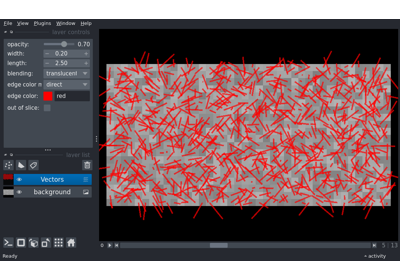 File View Plugins Window Help
layer controls
opacity: 0.70
width: 0.20
length: 2.50
blending: translucent
edge color m direct
edge color: red
out of slice:
layer list
Vectors
background
0 5 13
Ready activity